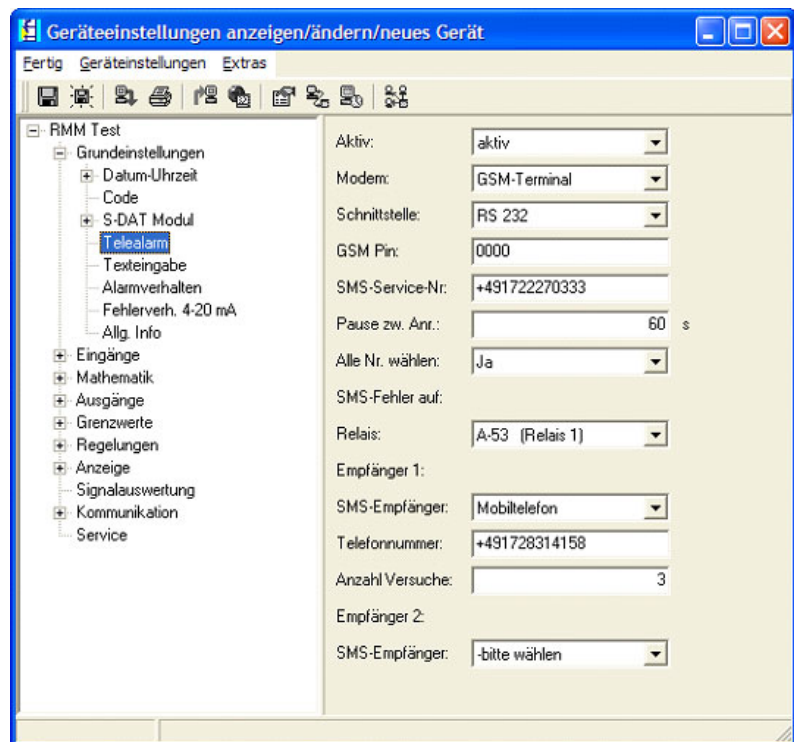 Geräteeinstellungen anzeigen/ändern/neues Gerät
Fertig Geräteinstellungen Extras
RMM Test
Grundeinstellungen
Datum-Uhrzeit
Code
S-DAT Modul
Telealarm
Texteingabe
Alarmverhalten
Fehlerverh. 4-20 mA
Allg. Info
Eingänge
Mathematik
Ausgänge
Grenzwerte
Regelungen
Anzeige
Signalauswertung
Kommunikation
Service
Aktiv: aktiv
Modem: GSM-Terminal
Schnittstelle: RS 232
GSM Pin: 0000
SMS-Service-Nr: +491722270333
Pause zw. Anr.: 60 s
Alle Nr. wählen: Ja
SMS-Fehler auf:
Relais: A-53 (Relais 1)
Empfänger 1:
SMS-Empfänger: Mobiltelefon
Telefonnummer: +491728314158
Anzahl Versuche: 3
Empfänger 2:
SMS-Empfänger: -bitte wählen